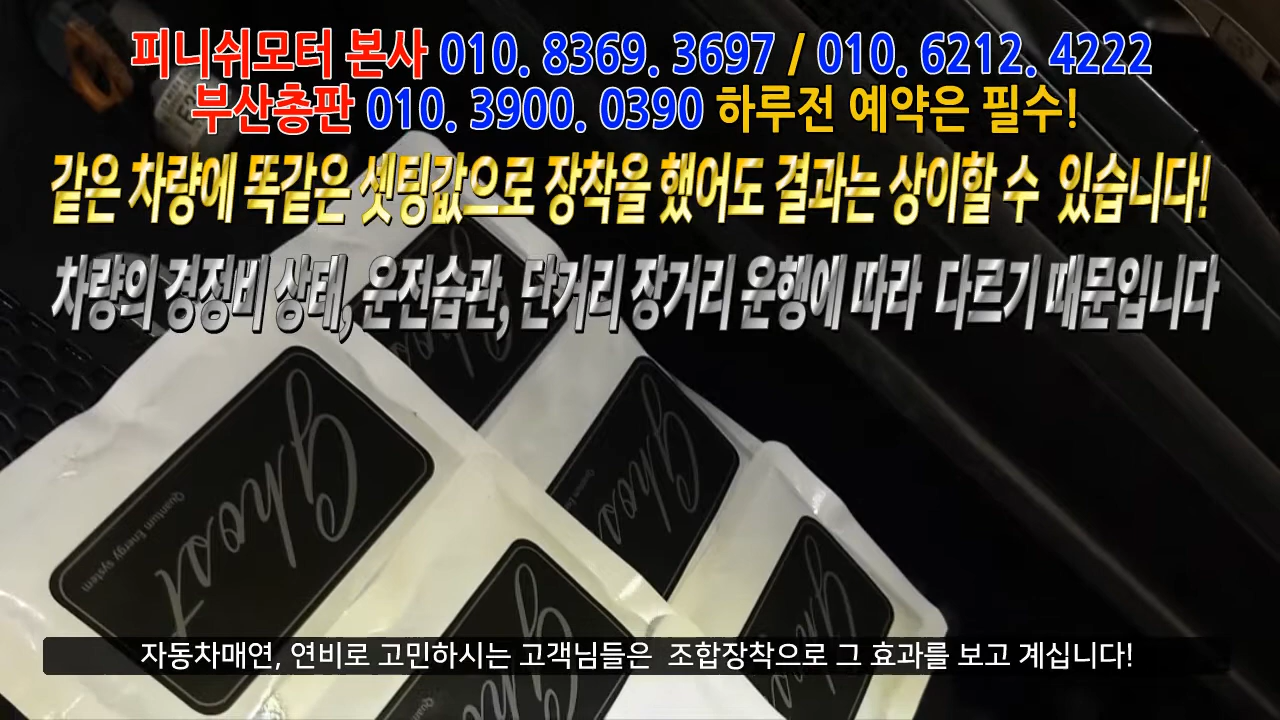 피니쉬모터 본사 010. 8369. 3697 / 010. 6212. 4222
부산총판 010. 3900. 0390 하루전 예약은 필수!
같은 차량에 똑같은 셋팅값으로 장착을 했어도 결과는 상이할 수 있습니다!
차량의 경정비 상태, 운전습관, 단거리 장거리 운행에 따라 다르기 때문입니다
Ghost
Ghost
Quantum Energy system
Ghost
Ghost
Ghost
자동차매연, 연비로 고민하시는 고객님들은 조합장착으로 그 효과를 보고 계십니다!